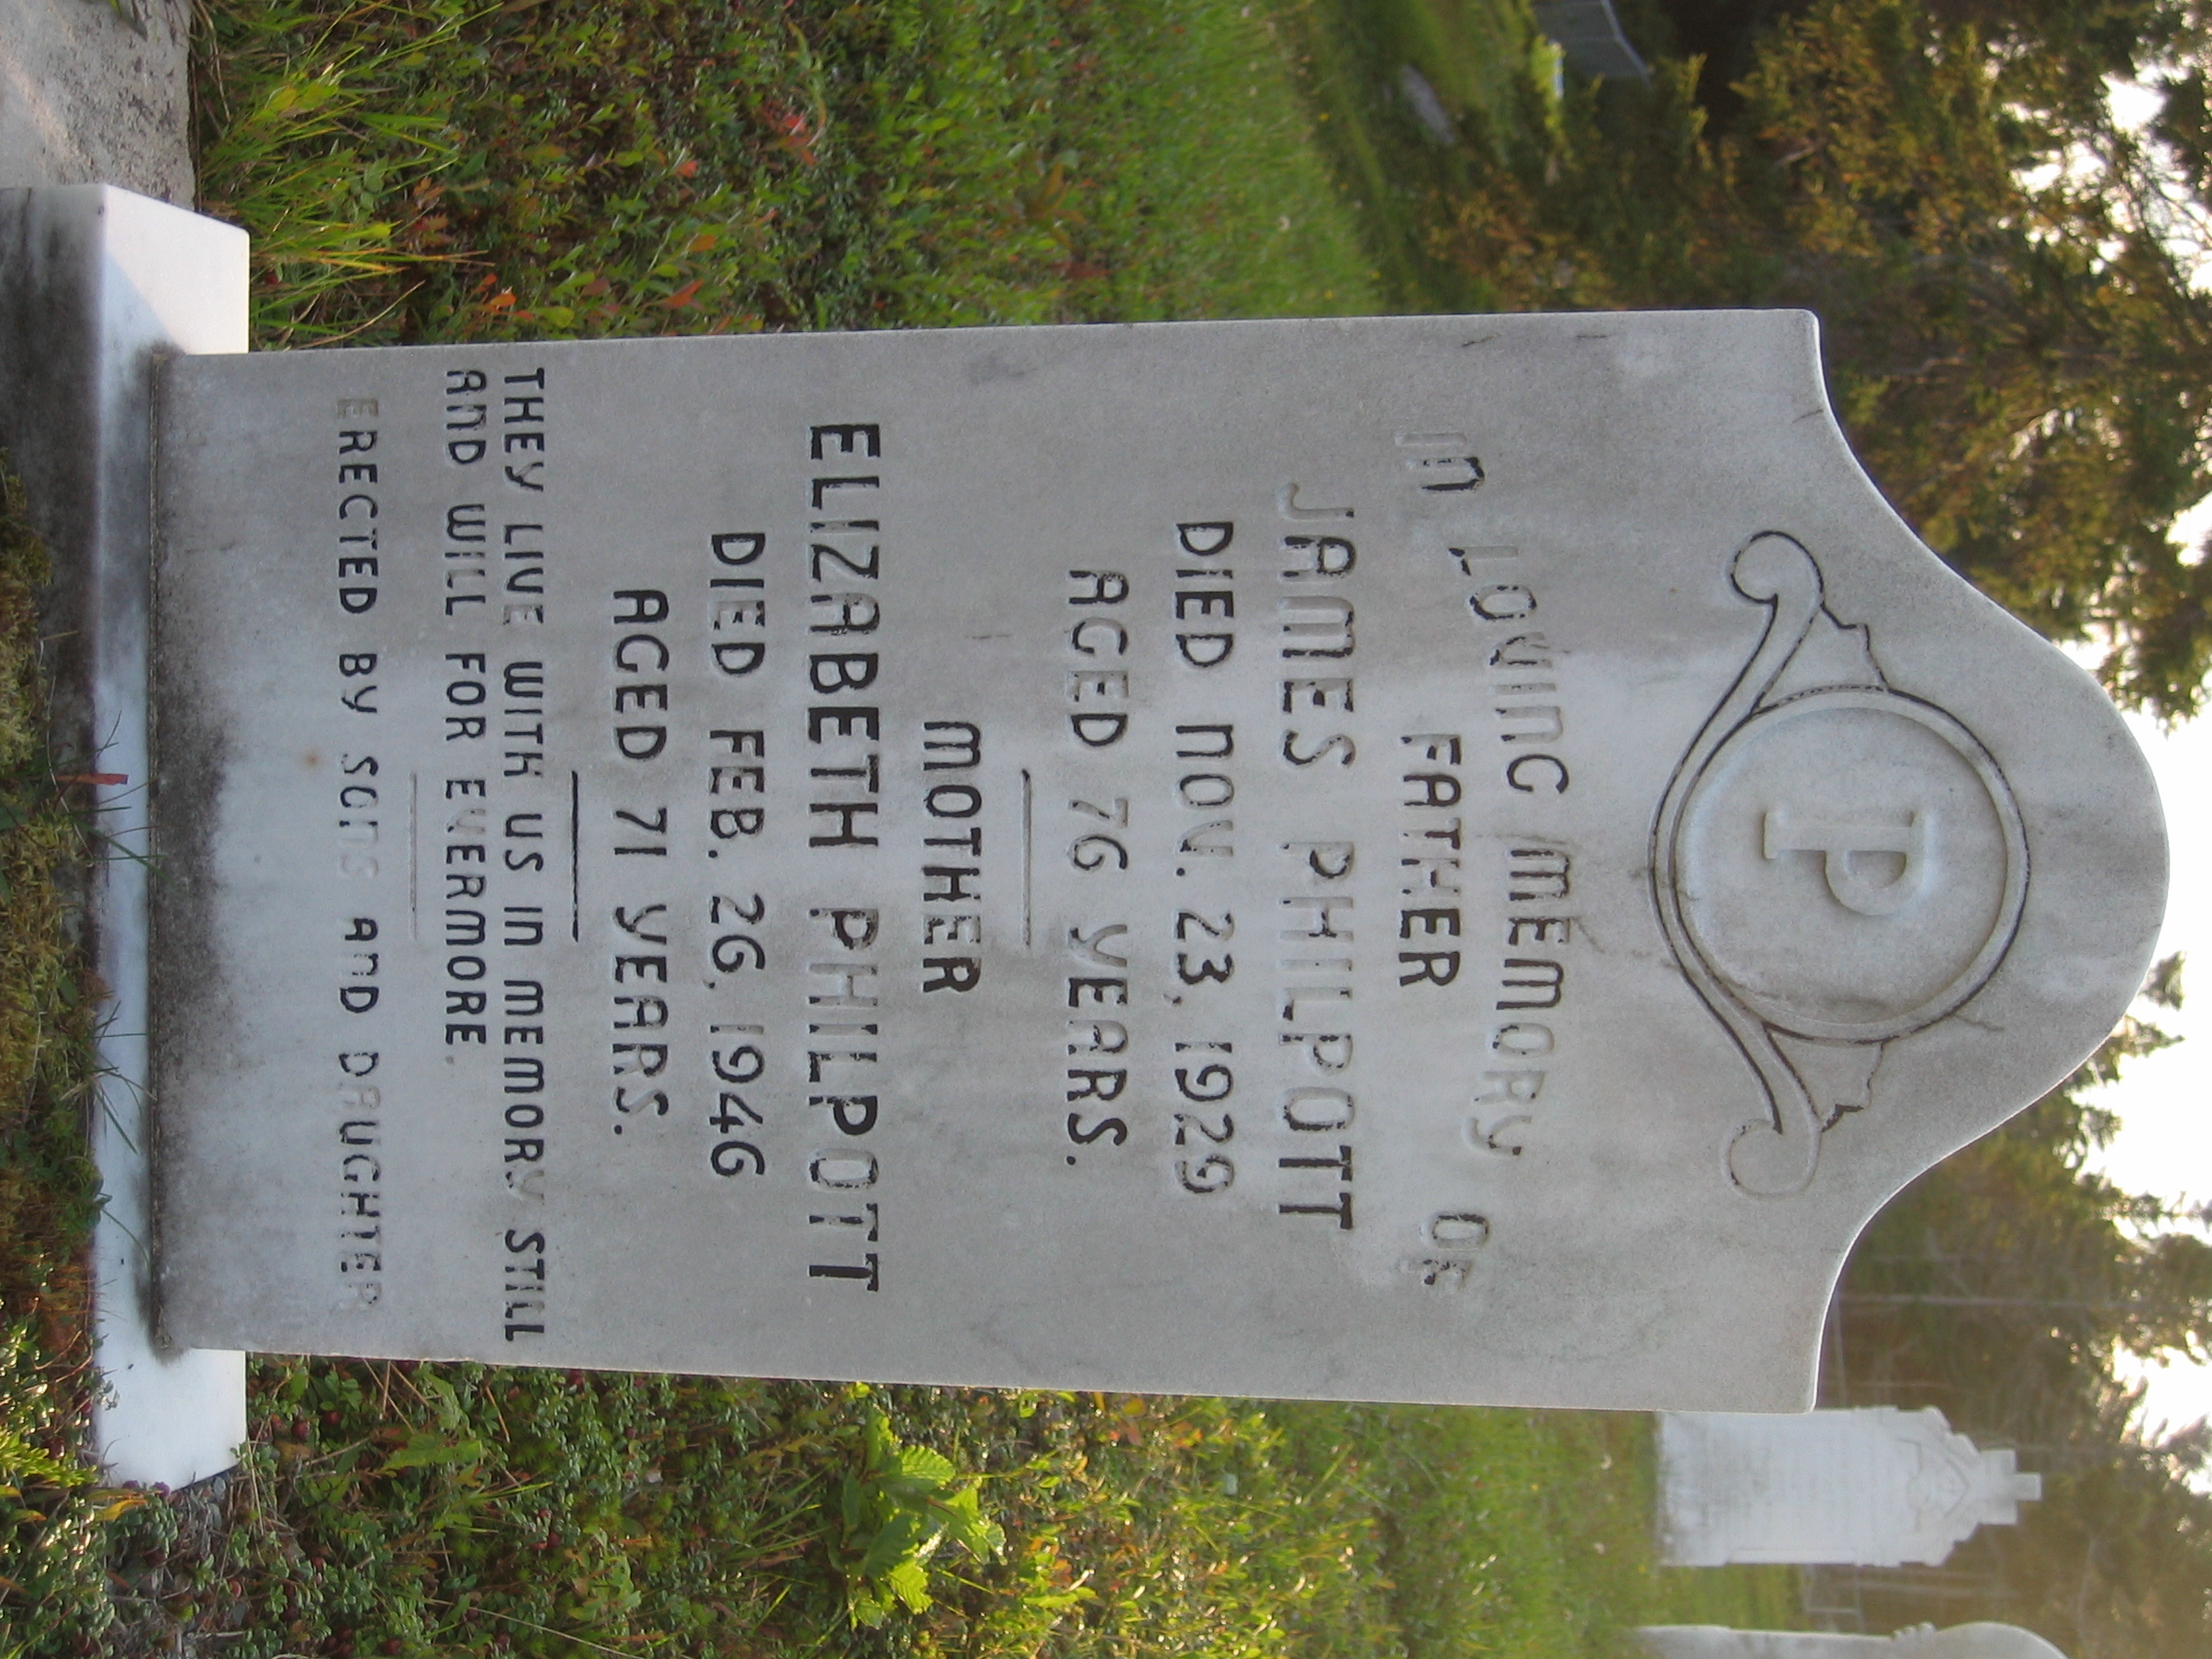 P
IN LOVING MEMORY OF
FATHER
JAMES PHILPOTT
DIED NOV. 23, 1929
AGED 76 YEARS.
MOTHER
ELIZABETH PHILPOTT
DIED FEB. 26, 1946
AGED 71 YEARS.
THEY LIVE WITH US IN MEMORY STILL
AND WILL FOR EVERMORE.
ERECTED BY SONS AND DAUGHTER